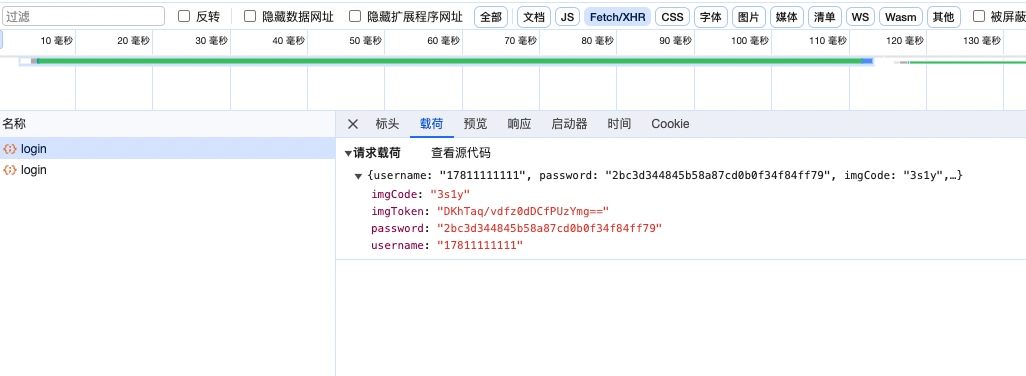 过滤 反转 隐藏数据网址 隐藏扩展程序网址 全部 文档 JS Fetch/XHR CSS 字体 图片 媒体 清单 WS Wasm 其他 被屏蔽
10 毫秒 20 毫秒 30 毫秒 40 毫秒 50 毫秒 60 毫秒 70 毫秒 80 毫秒 90 毫秒 100 毫秒 110 毫秒 120 毫秒 130 毫秒
名称 标头 载荷 预览 响应 启动器 时间 Cookie
login
login
请求载荷 查看源代码
{username: "17811111111", password: "2bc3d344845b58a87cd0b0f34f84ff79", imgCode: "3s1y",…}
imgCode: "3s1y"
imgToken: "DKhTaq/vdfz0dDCfPUzYmg=="
password: "2bc3d344845b58a87cd0b0f34f84ff79"
username: "17811111111"